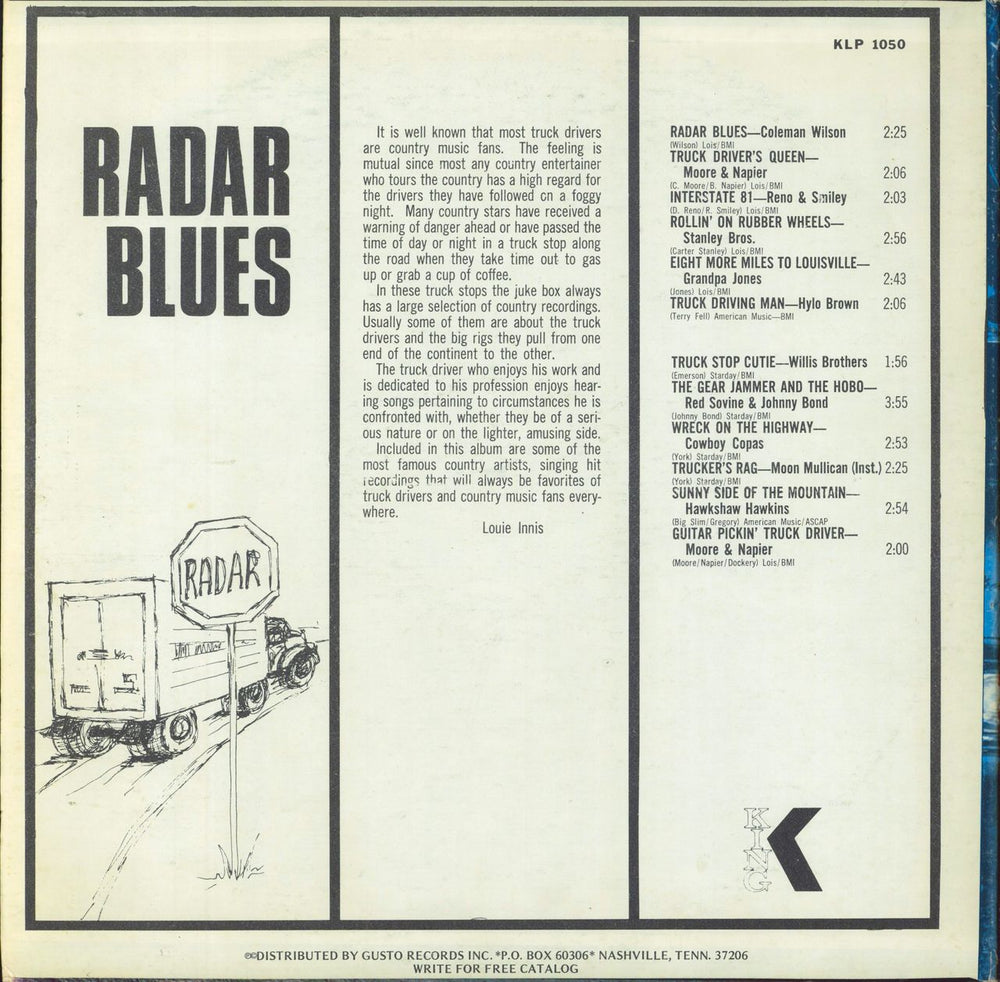 KLP 1050
RADAR
BLUES
It is well known that most truck drivers
are country music fans. The feeling is
mutual since most any country entertainer
who tours the country has a high regard for
the drivers they have followed on a foggy
night. Many country stars have received a
warning of danger ahead or have passed the
time of day or night in a truck stop along
the road when they take time out to gas
up or grab a cup of coffee.
In these truck stops the juke box always
has a large selection of country recordings.
Usually some of them are about the truck
drivers and the big rigs they pull from one
end of the continent to the other.
The truck driver who enjoys his work and
is dedicated to his profession enjoys hear-
ing songs pertaining to circumstances he is
confronted with, whether they be of a seri-
ous nature or on the lighter, amusing side.
Included in this album are some of the
most famous country artists, singing hit
recordings that will always be favorites of
truck drivers and country music fans every-
where.
Louie Innis
RADAR BLUES—Coleman Wilson 2:25
(Wilson) Lois/BMI
TRUCK DRIVER'S QUEEN—
Moore & Napier 2:06
(C. Moore/B. Napier) Lois/BMI
INTERSTATE 81—Reno & Smiley 2:03
(D. Reno/R. Smiley) Lois/BMI
ROLLIN' ON RUBBER WHEELS—
Stanley Bros. 2:56
(Carter Stanley) Lois/BMI
EIGHT MORE MILES TO LOUISVILLE—
Grandpa Jones 2:43
(Jones) Lois/BMI
TRUCK DRIVING MAN—Hylo Brown 2:06
(Terry Fell) American Music—BMI
TRUCK STOP CUTIE—Willis Brothers 1:56
(Emerson) Starday/BMI
THE GEAR JAMMER AND THE HOBO—
Red Sovine & Johnny Bond 3:55
(Johnny Bond) Starday/BMI
WRECK ON THE HIGHWAY—
Cowboy Copas 2:53
(York) Starday/BMI
TRUCKER'S RAG—Moon Mullican (Inst.) 2:25
(York) Starday/BMI
SUNNY SIDE OF THE MOUNTAIN—
Hawkshaw Hawkins 2:54
(Big Slim/Gregory) American Music/ASCAP
GUITAR PICKIN' TRUCK DRIVER—
Moore & Napier 2:00
(Moore/Napier/Dockery) Lois/BMI
RADAR
KING
K
℗©DISTRIBUTED BY GUSTO RECORDS INC. *P.O. BOX 60306* NASHVILLE, TENN. 37206
WRITE FOR FREE CATALOG